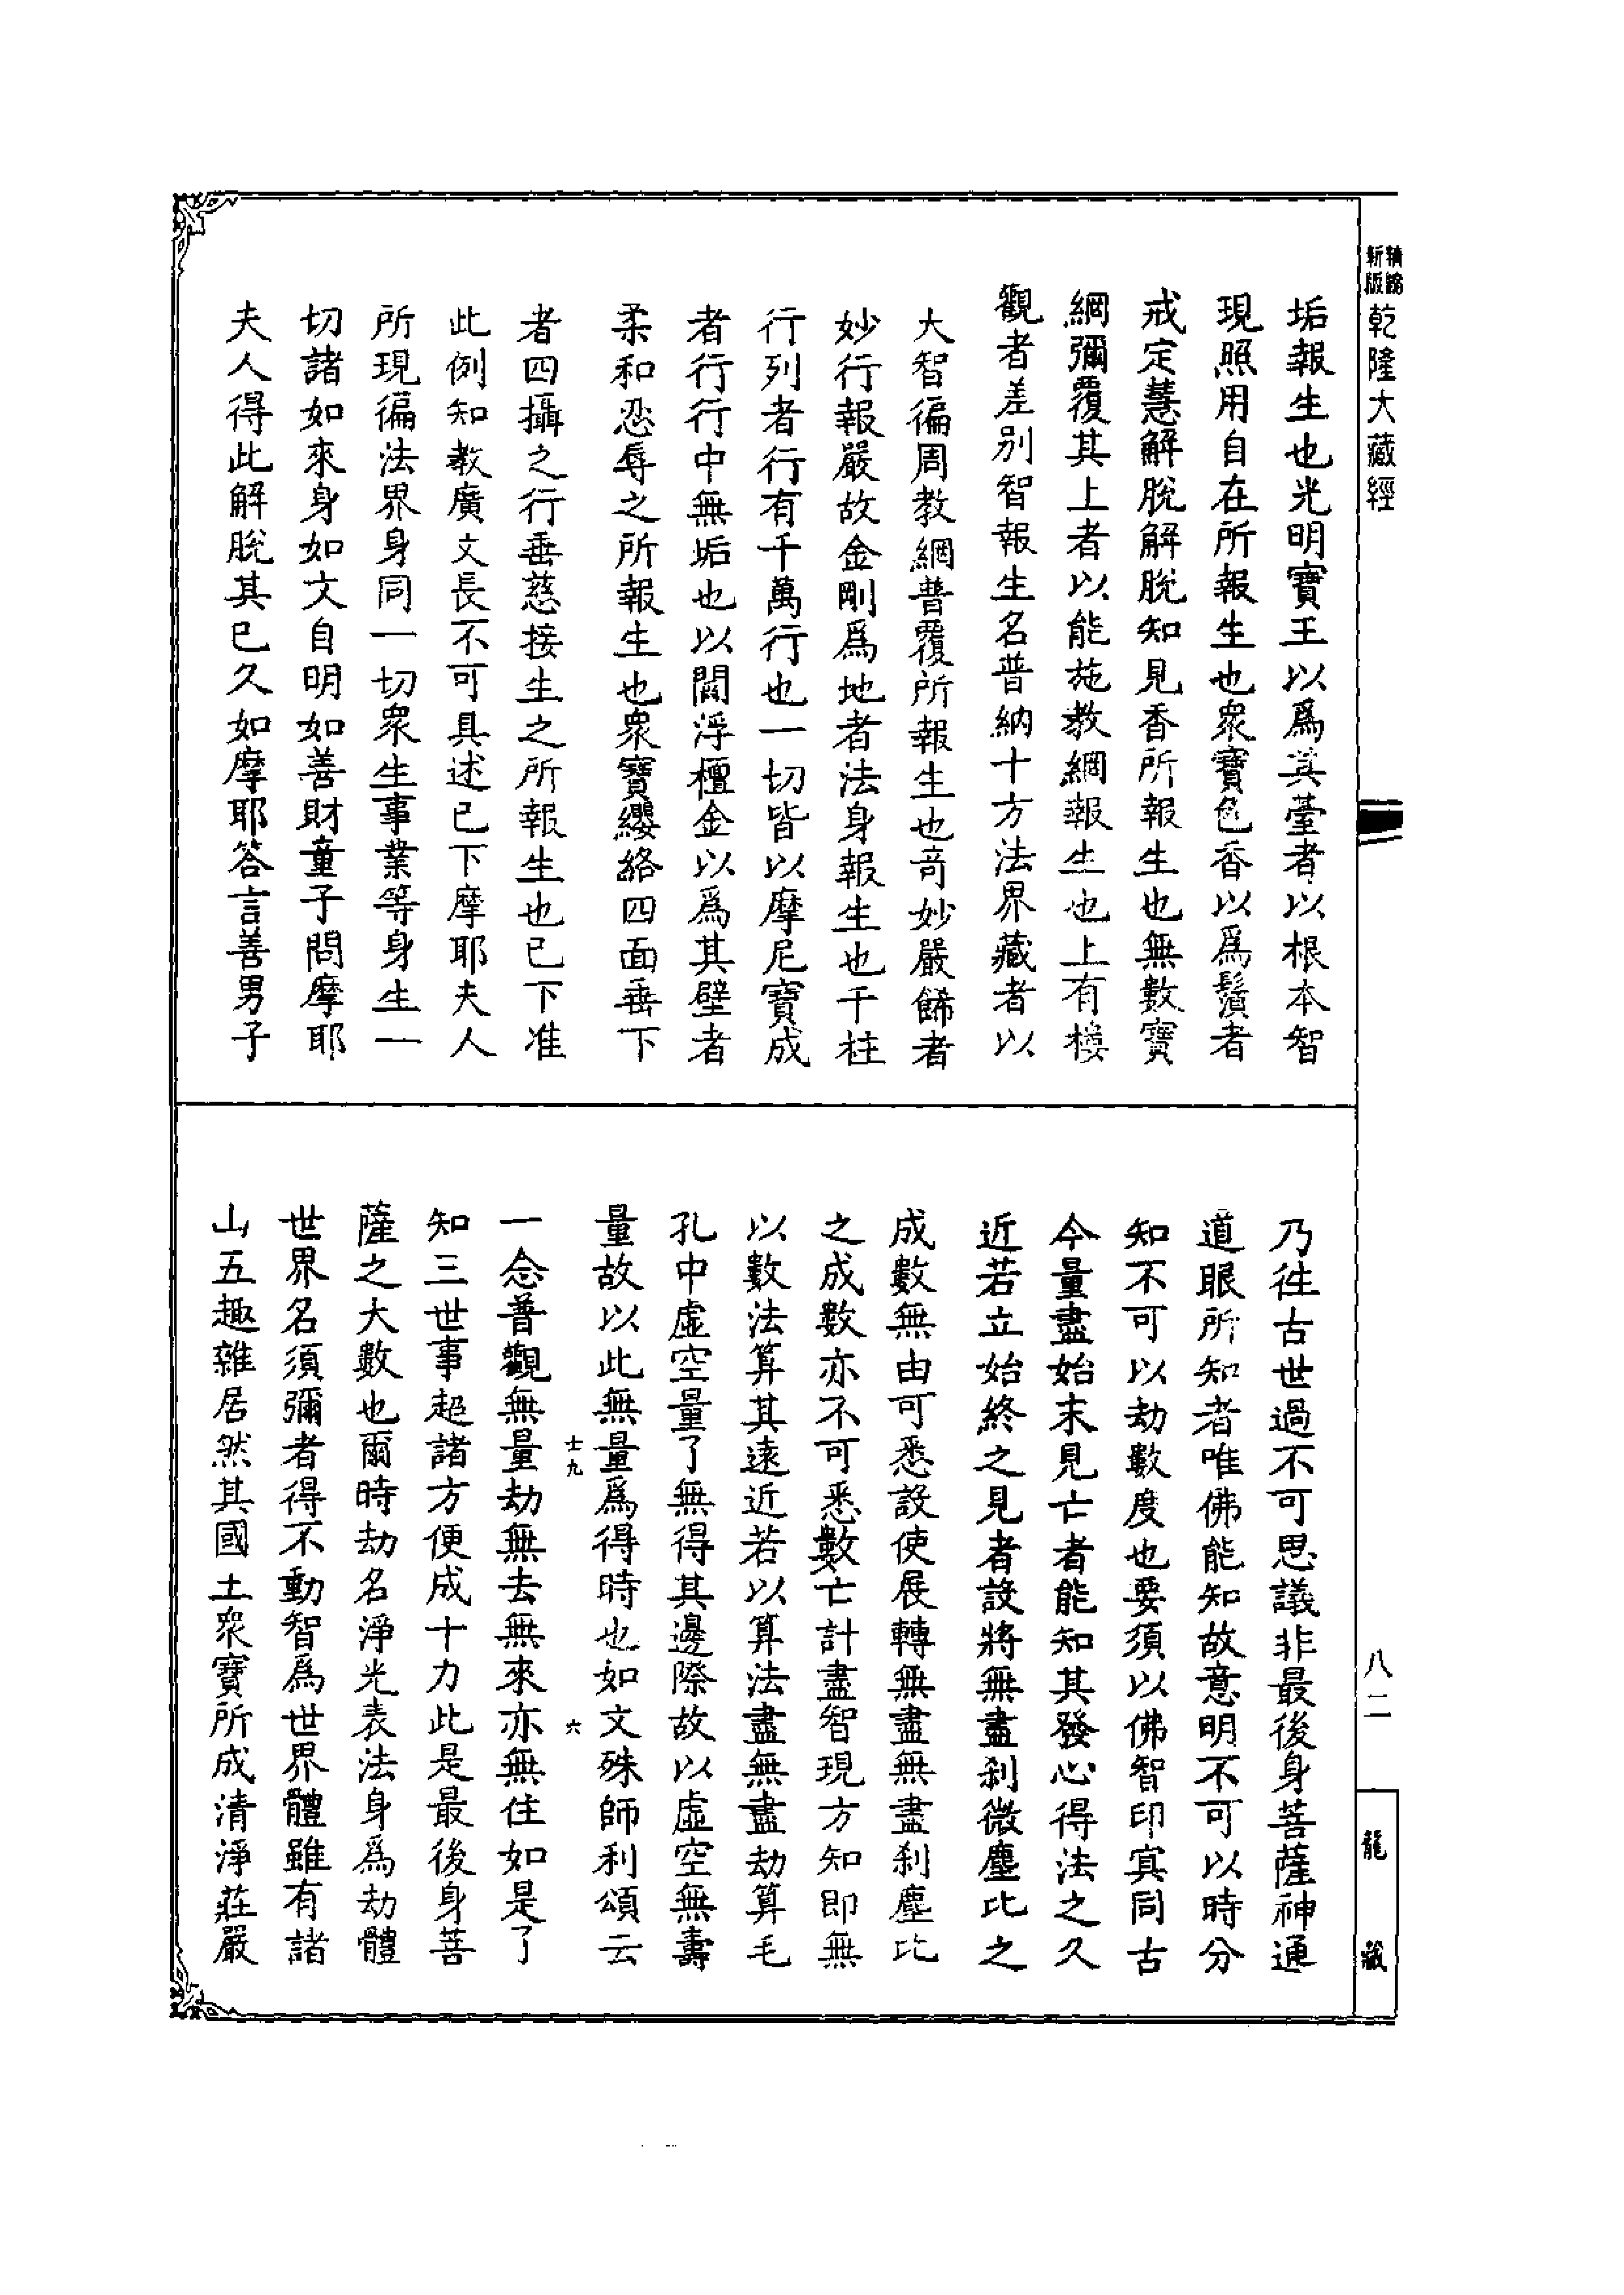 精鐫新版乾隆大藏經
垢報生也光明寶王以爲其臺者以根本智
現照用自在所報生也衆寶色香以爲鬚者
戒定慧解脫解脫知見香所報生也無數寶
網彌覆其上者以能施教網報生也上有樓
觀者差别智報生名普納十方法界藏者以
大智徧周教網普覆所報生也奇妙嚴餙者
妙行報嚴故金剛爲地者法身報生也千柱
行列者行有千萬行也一切皆以摩尼寶成
者行行中無垢也以閻浮檀金以爲其壁者
柔和忍辱之所報生也衆寶纓絡四面垂下
者四攝之行垂慈接生之所報生也已下准
此例知教廣文長不可具述已下摩耶夫人
所現徧法界身同一切衆生事業等身生一
切諸如來身如文自明如善財童子問摩耶
夫人得此解脫其已久如摩耶答言善男子
乃徃古世過不可思議非最後身菩薩神通
道眼所知者唯佛能知故意明不可以時分
知不可以劫數度也要須以佛智印冥同古
今量盡始末見亡者能知其發心得法之久
近若立始終之見者設將無盡刹微塵比之
成數無由可悉設使展轉無盡無盡刹塵比
之成數亦不可悉數亡計盡智現方知即無
以數法算其遠近若以算法盡無盡劫算毛
孔中虛空量了無得其邊際故以虛空無壽
量故以此無量爲得時也如文殊師利頌云
士九　六
一念普觀無量劫無去無來亦無住如是了
知三世事超諸方便成十力此是最後身菩
薩之大數也爾時劫名淨光表法身爲劫體
世界名須彌者得不動智爲世界體雖有諸
山五趣雜居然其國土衆寶所成清淨莊嚴
八二
龍藏